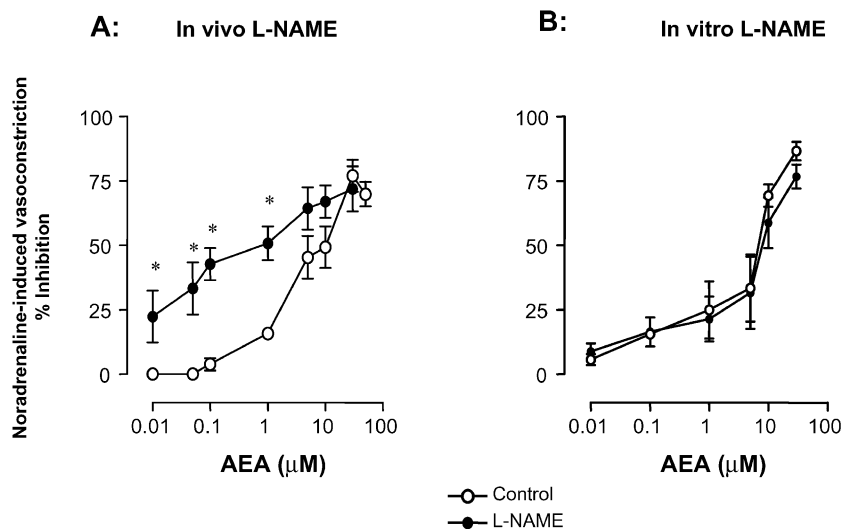 A: In vivo L-NAME
B: In vitro L-NAME
Noradrenaline-induced vasoconstriction
% Inhibition
100
75
50
25
0
* * * *
0.01 0.1 1 10 100
AEA (μM)
100
75
50
25
0
0.01 0.1 1 10 100
AEA (μM)
Control
L-NAME